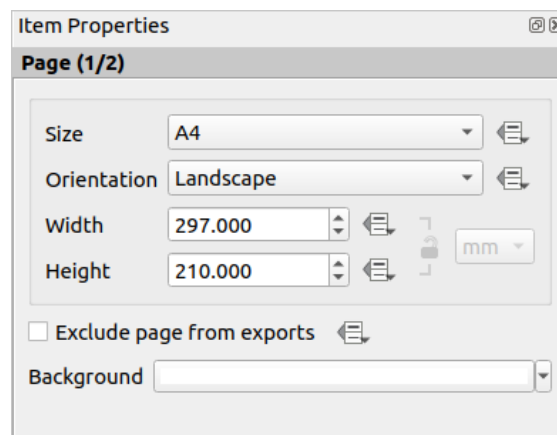 Item Properties
Page (1/2)
Size A4
Orientation Landscape
Width 297.000
Height 210.000
mm
Exclude page from exports
Background